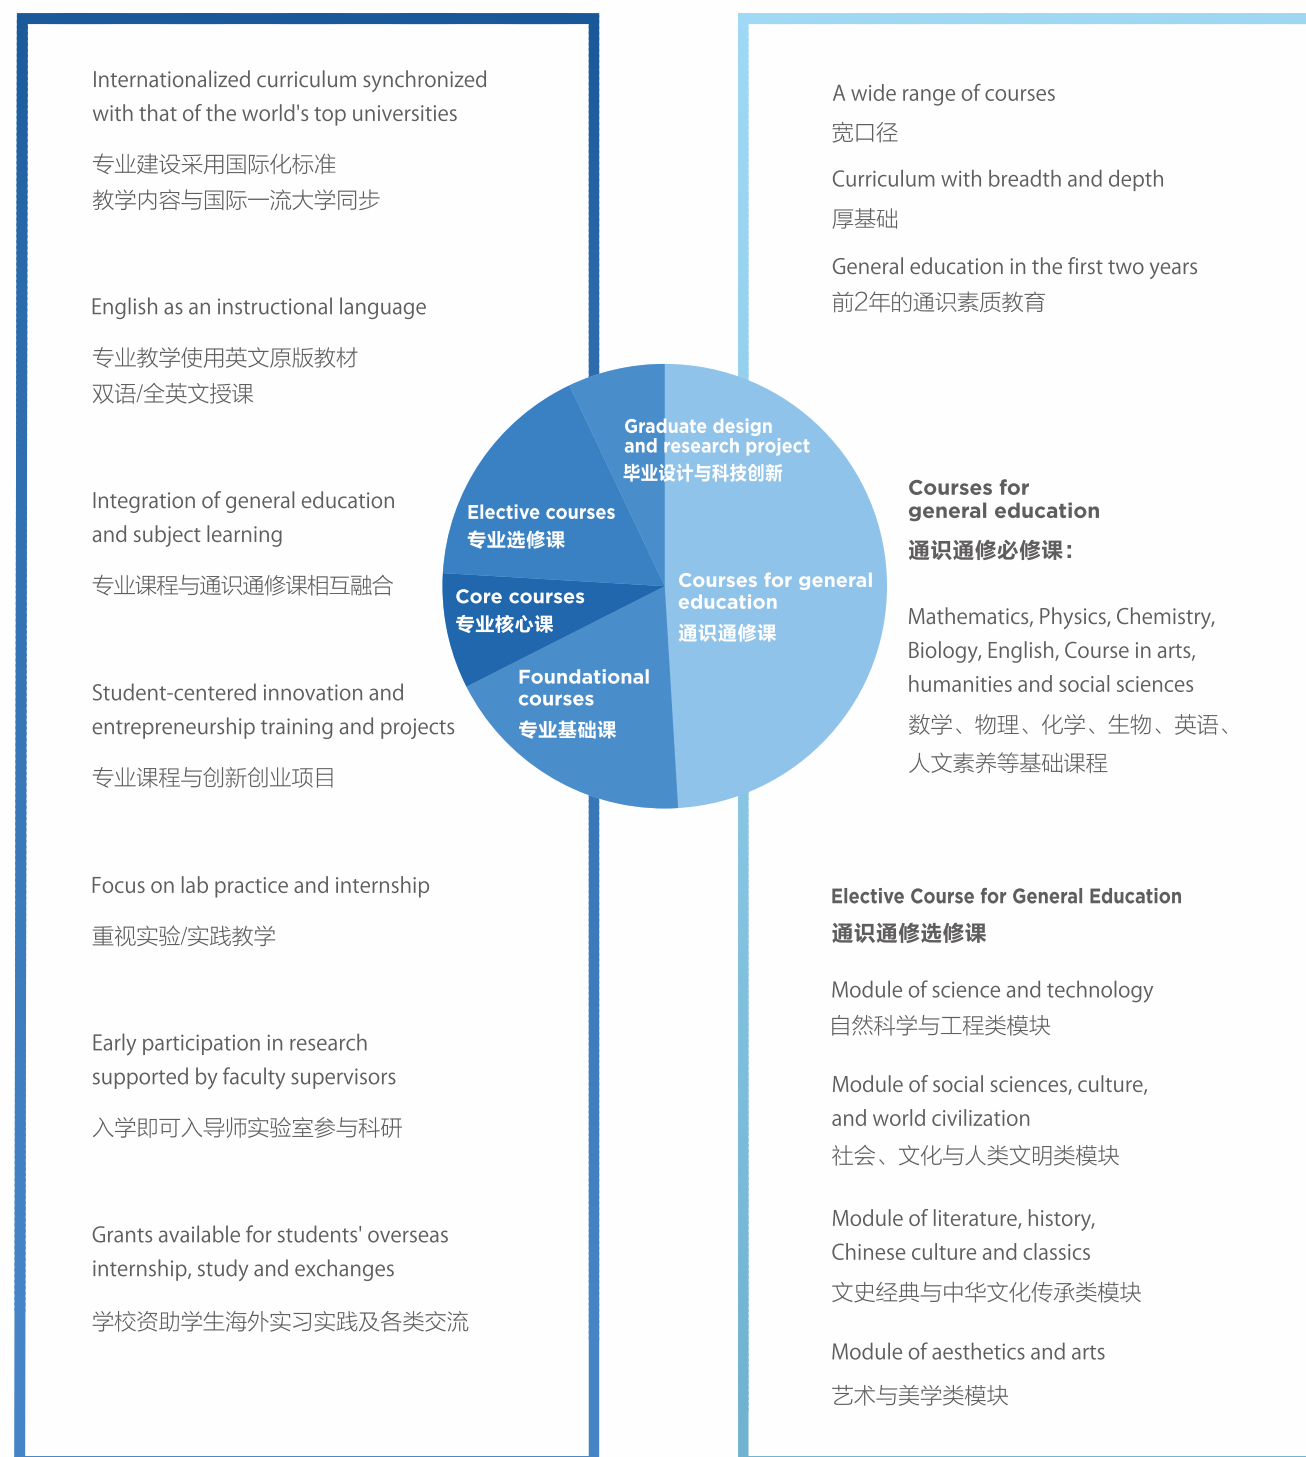 Internationalized curriculum synchronized
with that of the world's top universities
专业建设采用国际化标准
教学内容与国际一流大学同步
English as an instructional language
专业教学使用英文原版教材
双语/全英文授课
Integration of general education
and subject learning
专业课程与通识通修课相互融合
Student-centered innovation and
entrepreneurship training and projects
专业课程与创新创业项目
Focus on lab practice and internship
重视实验/实践教学
Early participation in research
supported by faculty supervisors
入学即可入导师实验室参与科研
Grants available for students' overseas
internship, study and exchanges
学校资助学生海外实习实践及各类交流
Graduate design
and research project
毕业设计与科技创新
Elective courses
专业选修课
Core courses
专业核心课
Foundational
courses
专业基础课
Courses for general
education
通识通修课
A wide range of courses
宽口径
Curriculum with breadth and depth
厚基础
General education in the first two years
前2年的通识素质教育
Courses for
general education
通识通修必修课：
Mathematics, Physics, Chemistry,
Biology, English, Course in arts,
humanities and social sciences
数学、物理、化学、生物、英语、
人文素养等基础课程
Elective Course for General Education
通识通修选修课
Module of science and technology
自然科学与工程类模块
Module of social sciences, culture,
and world civilization
社会、文化与人类文明类模块
Module of literature, history,
Chinese culture and classics
文史经典与中华文化传承类模块
Module of aesthetics and arts
艺术与美学类模块